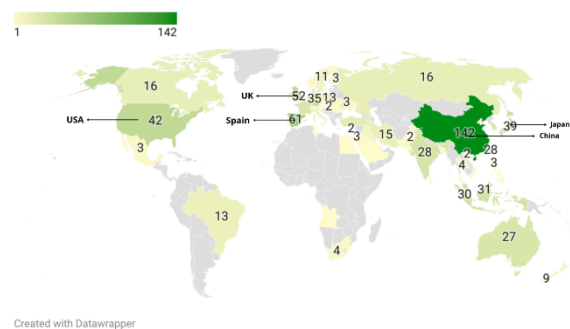 1 142
11 3
16 16
UK 52 35 13 3
2
USA 42 Spain 61 2 3 15 2 142 39 Japan
China
3 28 2 28
4 3
30 31
13
27
4
9
Created with Datawrapper